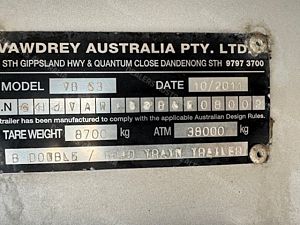 VAWDREY AUSTRALIA PTY. LTD.
STH GIPPSLAND HWY & QUANTUM CLOSE DANDENONG STH 9797 3700
MODEL VB S3 DATE 10/2011
.N
trailer has been manufactured to comply with the applicable Australian Design Rules.
TARE WEIGHT 8700 kg ATM 38000 kg
B DOUBLE / ROAD TRAIN TRAILER